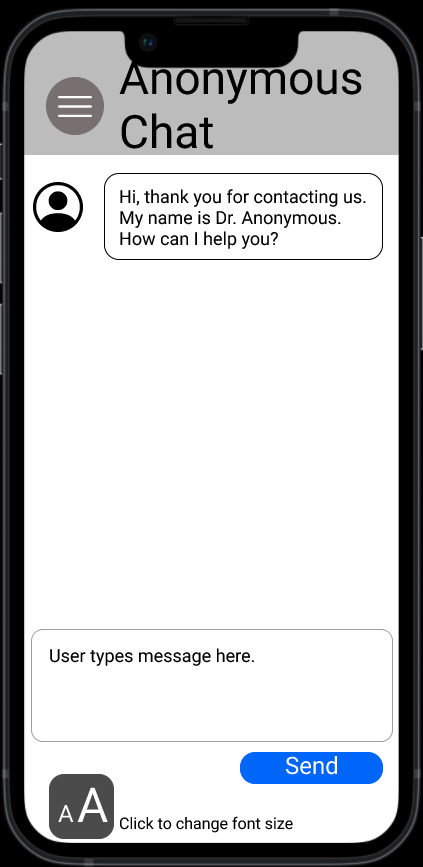 Anonymous
Chat
Hi, thank you for contacting us.
My name is Dr. Anonymous.
How can I help you?
User types message here.
Send
AA
Click to change font size